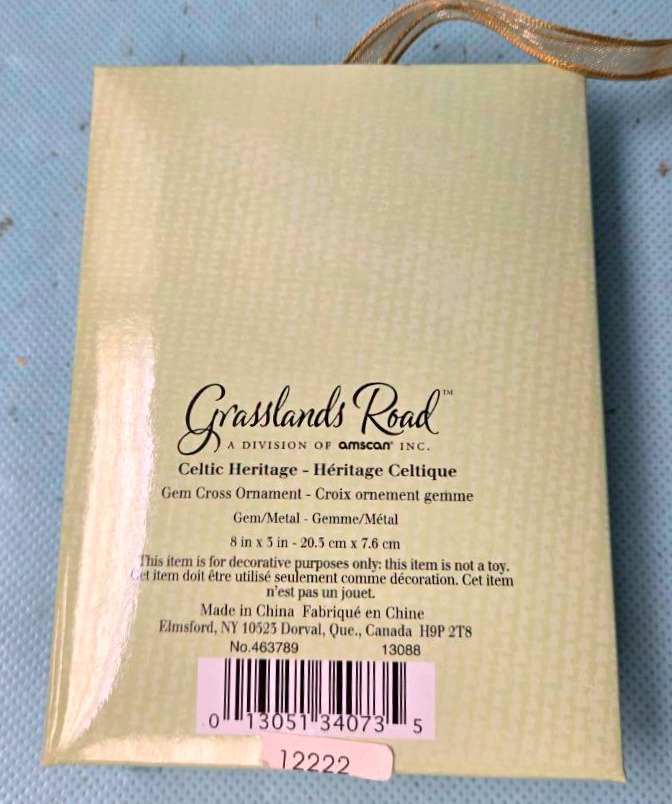 Grasslands Road™
A DIVISION OF amscan® INC.
Celtic Heritage - Héritage Celtique
Gem Cross Ornament - Croix ornement gemme
Gem/Metal - Gemme/Métal
8 in x 3 in - 20.3 cm x 7.6 cm
This item is for decorative purposes only: this item is not a toy.
Cet item doit être utilisé seulement comme décoration. Cet item
n'est pas un jouet.
Made in China Fabriqué en Chine
Elmsford, NY 10523 Dorval, Que., Canada H9P 2T8
No.463789 13088
0 13051 34073 5
12222